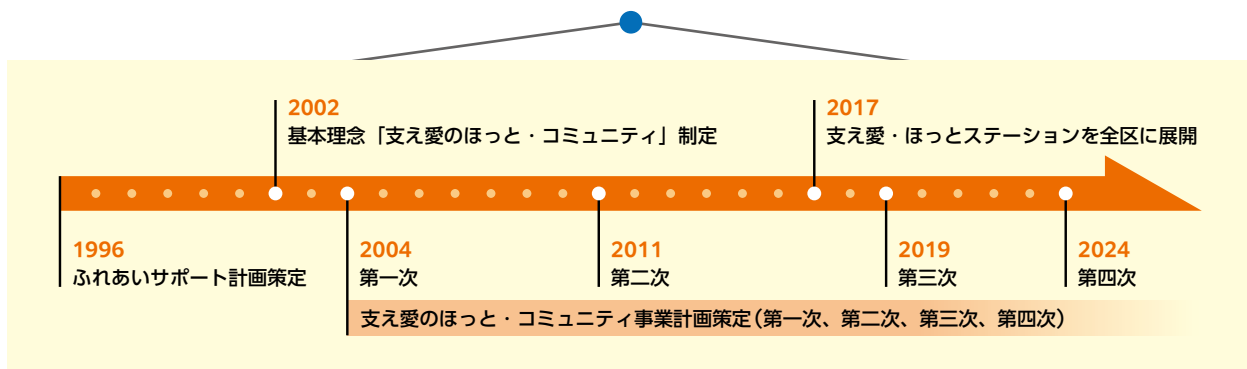 2002
基本理念「支え愛のほっと・コミュニティ」制定
2017
支え愛・ほっとステーションを全区に展開
1996
ふれあいサポート計画策定
2004
第一次
2011
第二次
2019
第三次
2024
第四次
支え愛のほっと・コミュニティ事業計画策定(第一次、第二次、第三次、第四次)